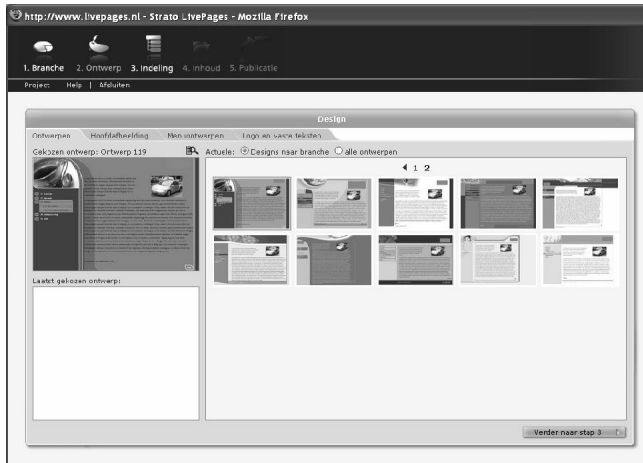 http://www.livepages.nl - Strato LivePages - Mozilla Firefox
1. Branche 2. Ontwerp 3. Indeling 4. Inhoud 5. Publicatie
Project Help | Afsluiten
Design
Ontwerpen Hoofdafbeelding Menuontwerpen Logo en vaste teksten
Gekozen ontwerp: Ontwerp 119
Actuele: Designs naar branche alle ontwerpen
1 2
Laatst gekozen ontwerp:
Verder naar stap 3